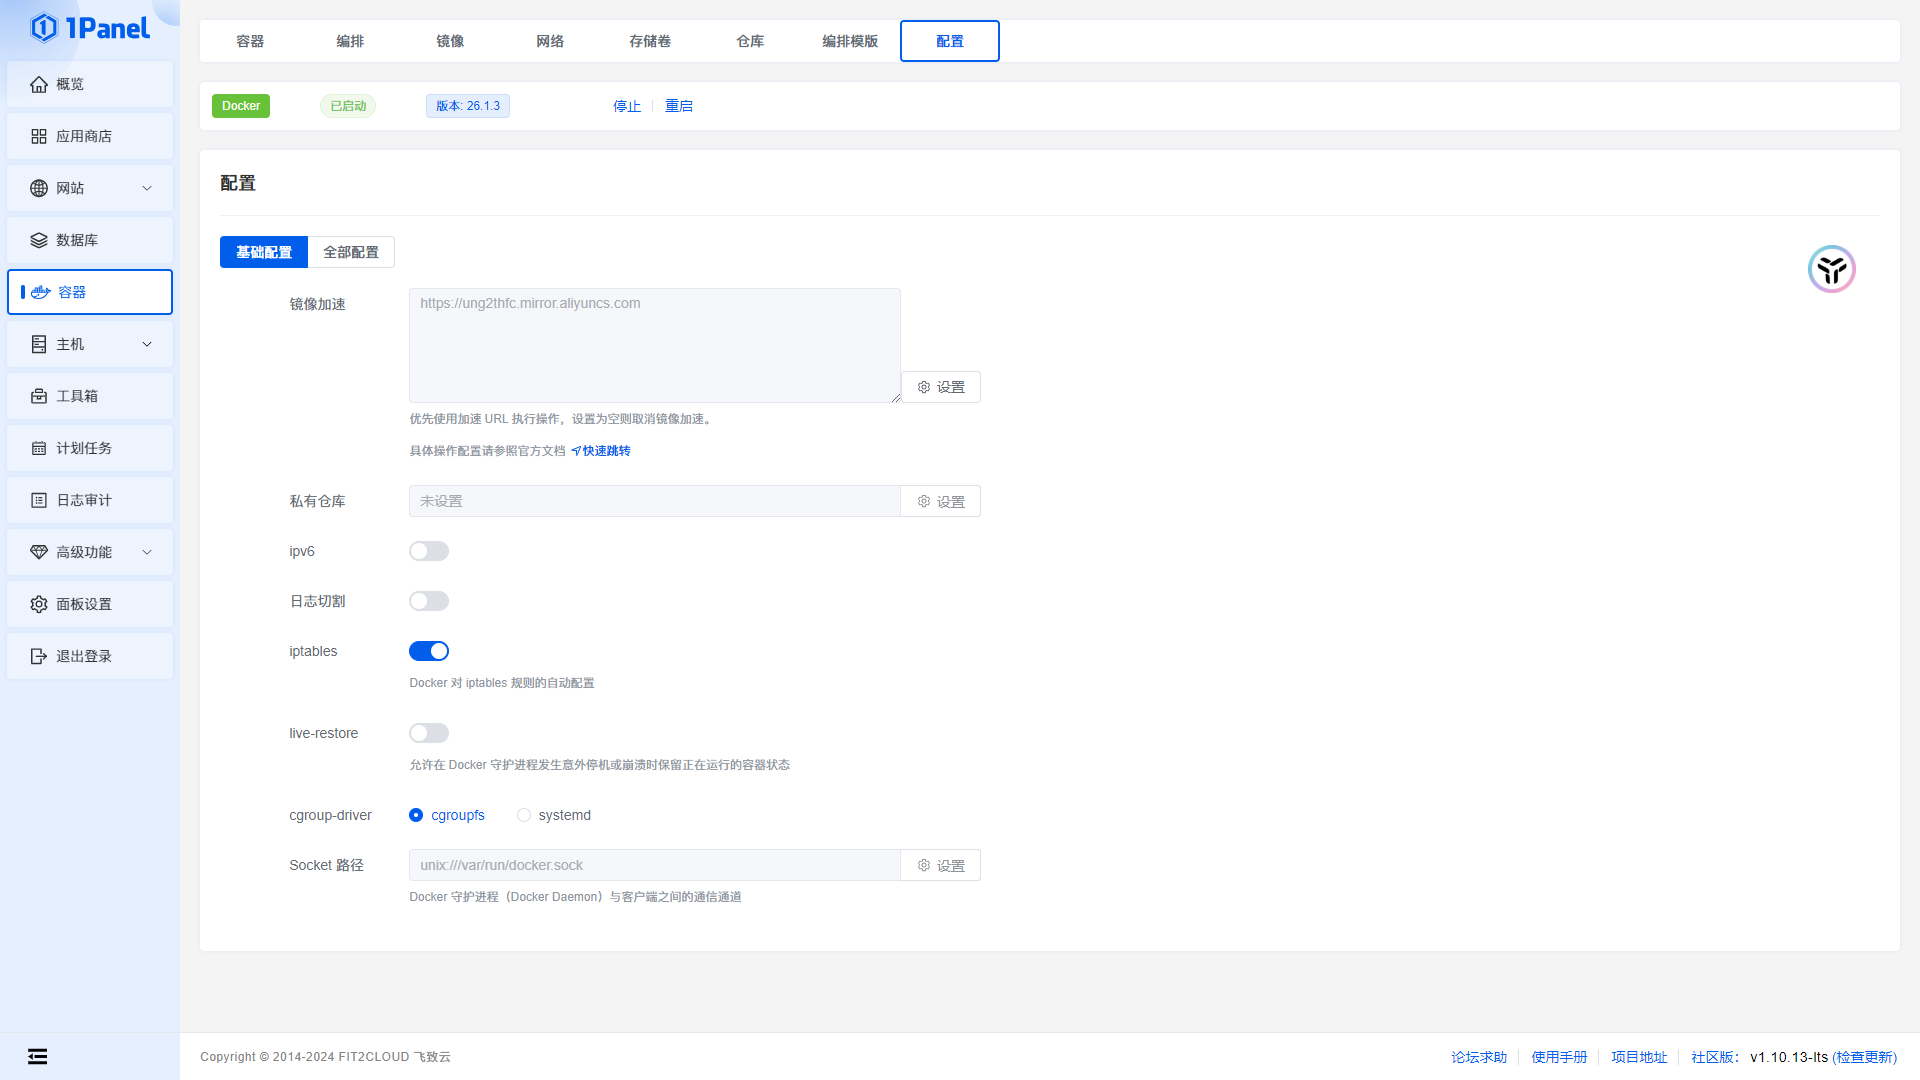 1Panel
概览
应用商店
网站
数据库
容器
主机
工具箱
计划任务
日志审计
高级功能
面板设置
退出登录
容器 编排 镜像 网络 存储卷 仓库 编排模版 配置
Docker 已启动 版本: 26.1.3 停止 重启
配置
基础配置 全部配置
镜像加速 https://ung2thfc.mirror.aliyuncs.com
设置
优先使用加速 URL 执行操作，设置为空则取消镜像加速。
具体操作配置请参照官方文档 快速跳转
私有仓库 未设置 设置
ipv6
日志切割
iptables
Docker 对 iptables 规则的自动配置
live-restore
允许在 Docker 守护进程发生意外停机或崩溃时保留正在运行的容器状态
cgroup-driver cgroupfs systemd
Socket 路径 unix:///var/run/docker.sock 设置
Docker 守护进程（Docker Daemon）与客户端之间的通信通道
Copyright © 2014-2024 FIT2CLOUD 飞致云
论坛求助 使用手册 项目地址 社区版： v1.10.13-lts (检查更新)